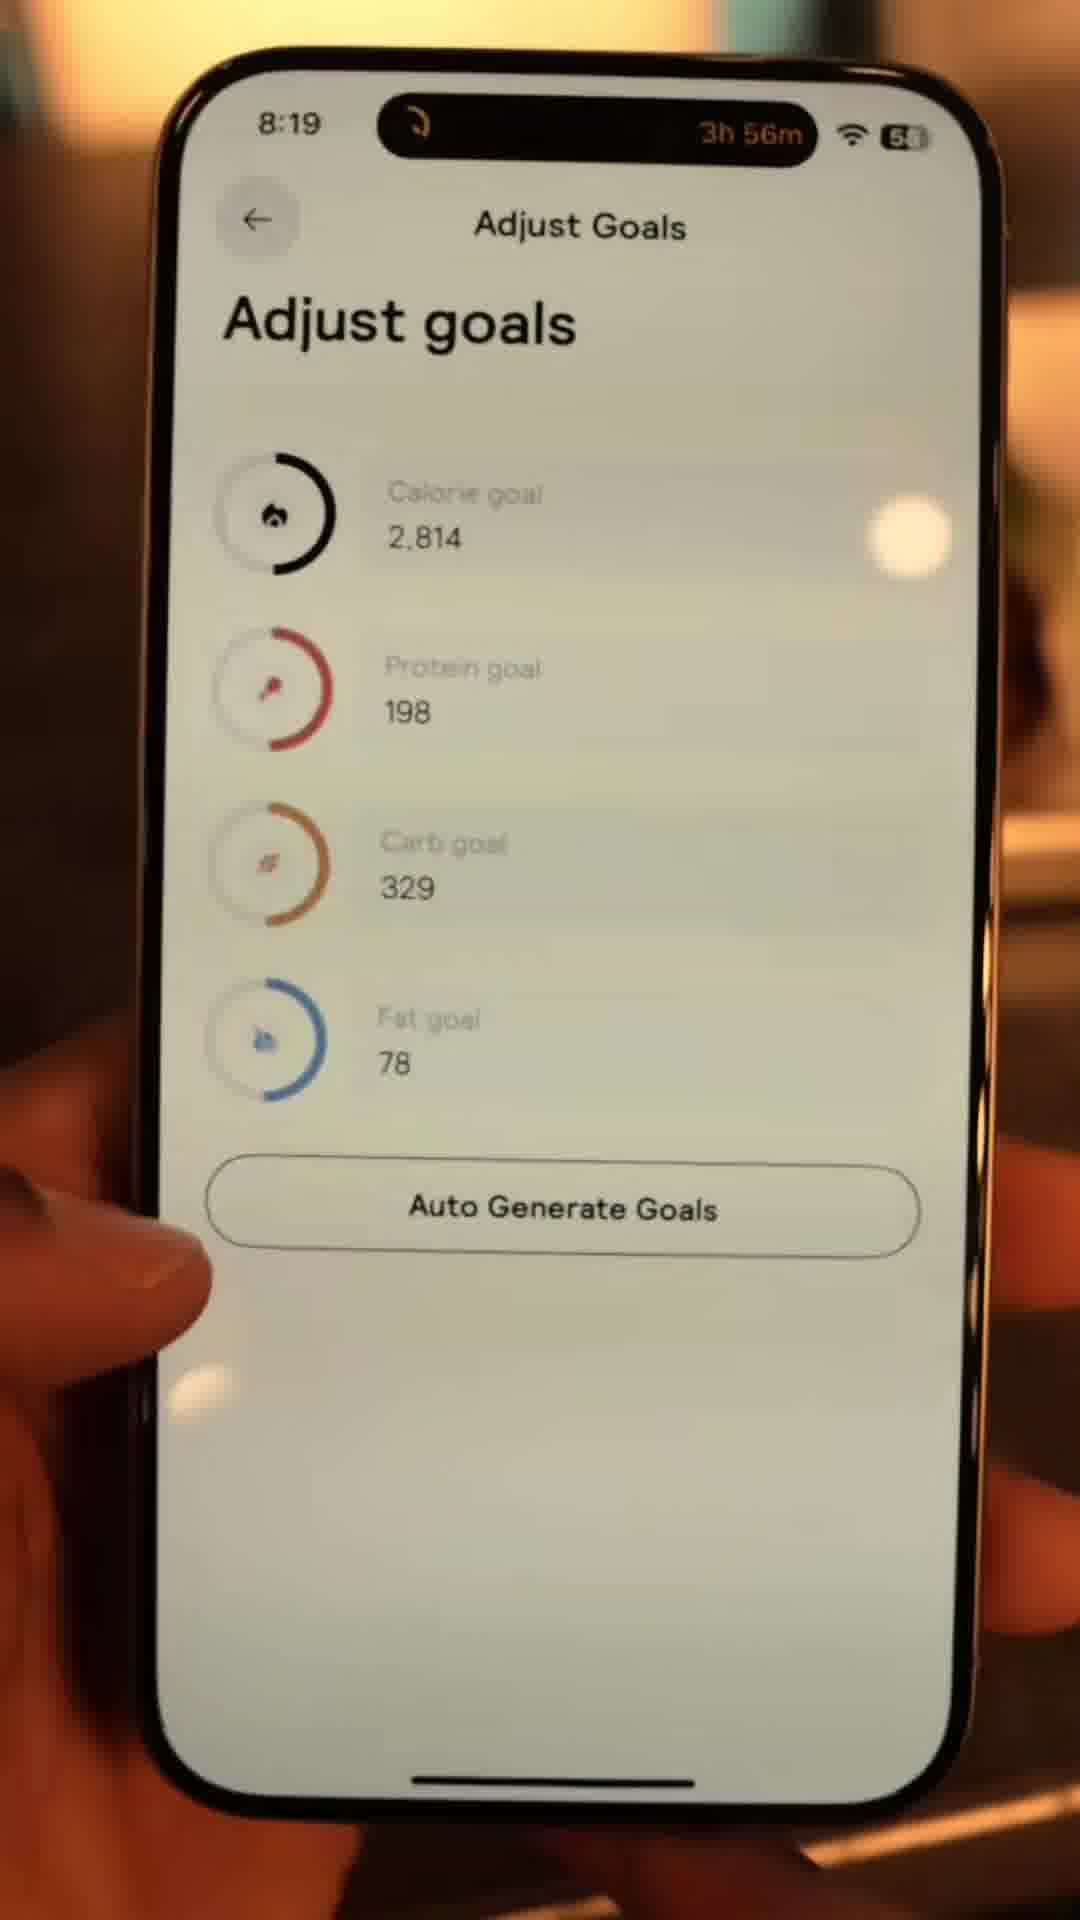 8:19
3h 56m
Adjust Goals
Adjust goals
Calorie goal
2,814
Protein goal
198
Carb goal
329
Fat goal
78
Auto Generate Goals